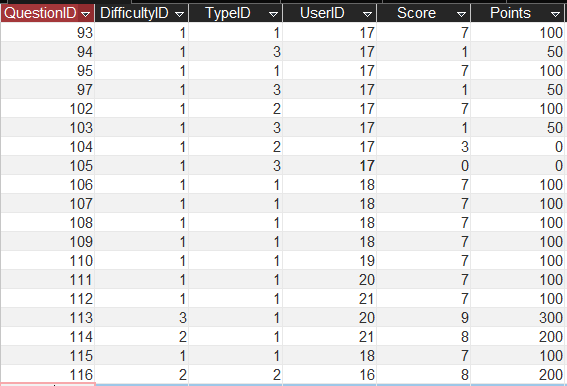 QuestionID DifficultyID TypeID UserID Score Points
93 1 1 17 7 100
94 1 3 17 1 50
95 1 1 17 7 100
97 1 3 17 1 50
102 1 2 17 7 100
103 1 3 17 1 50
104 1 2 17 3 0
105 1 3 17 0 0
106 1 1 18 7 100
107 1 1 18 7 100
108 1 1 18 7 100
109 1 1 18 7 100
110 1 1 19 7 100
111 1 1 20 7 100
112 1 1 21 7 100
113 3 1 20 9 300
114 2 1 21 8 200
115 1 1 18 7 100
116 2 2 16 8 200